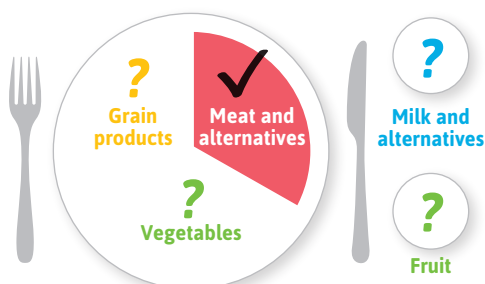 ?
Grain
products
Meat and
alternatives
?
Vegetables
?
Milk and
alternatives
?
Fruit